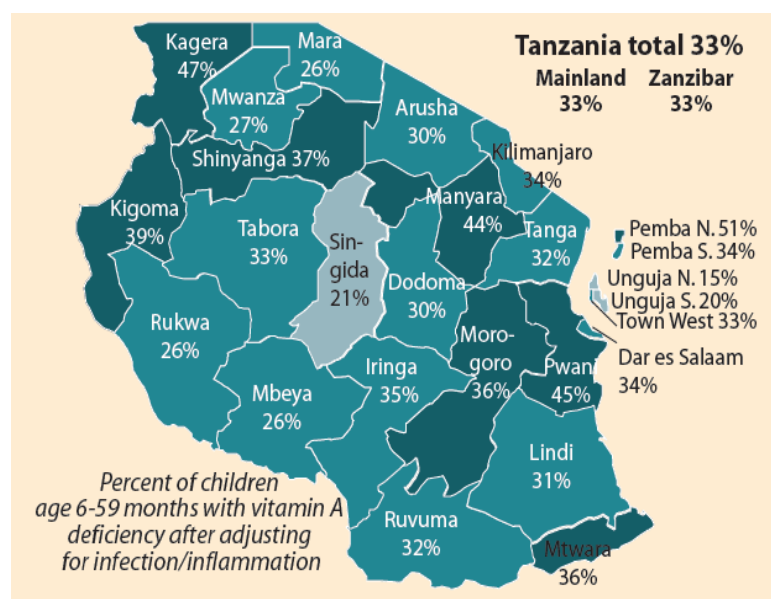 Tanzania total 33%
Mainland Zanzibar
33% 33%
Kagera
47%
Mara
26%
Mwanza
27%
Arusha
30%
Kilimanjaro
34%
Shinyanga 37%
Manyara
44%
Kigoma
39%
Tabora
33%
Sin-
gida
21%
Tanga
32%
Pemba N. 51%
Pemba S. 34%
Unguja N. 15%
Unguja S. 20%
Town West 33%
Dodoma
30%
Dar es Salaam
34%
Rukwa
26%
Moro-
goro
36%
Pwani
45%
Iringa
35%
Mbeya
26%
Lindi
31%
Ruvuma
32%
Mtwara
36%
Percent of children
age 6-59 months with vitamin A
deficiency after adjusting
for infection/inflammation